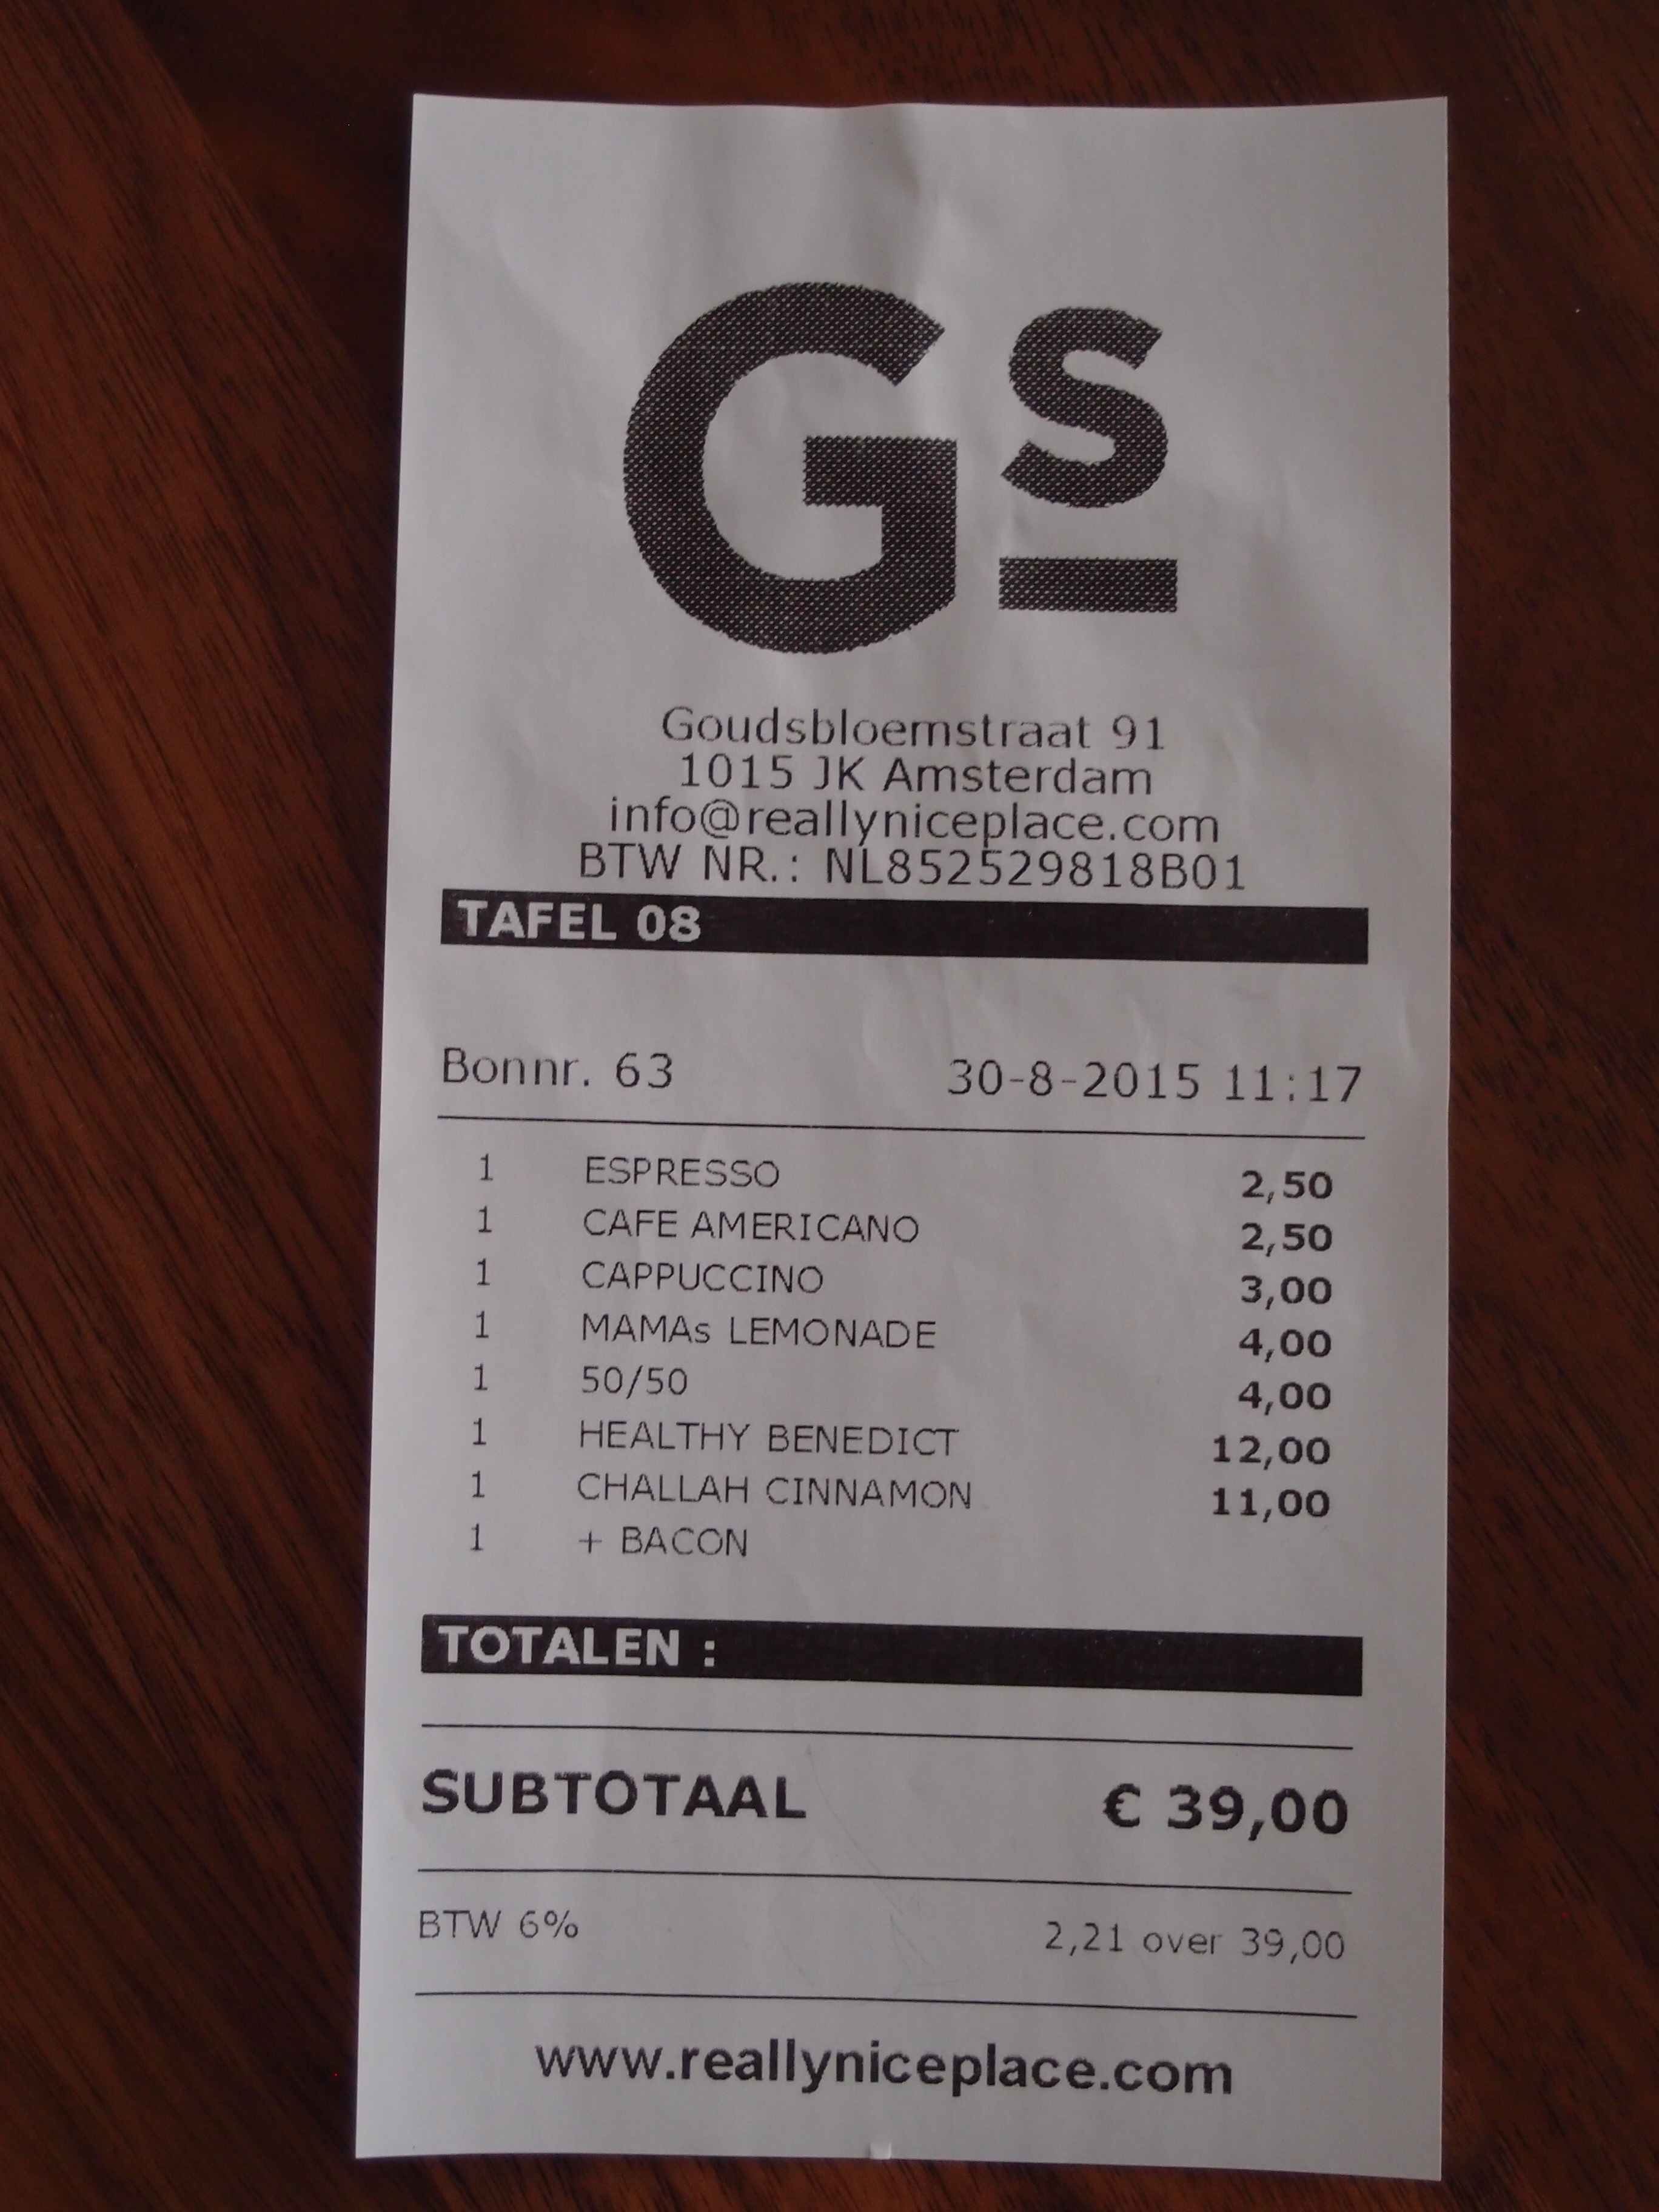 Gs
Goudsbloemstraat 91
1015 JK Amsterdam
info@reallyniceplace.com
BTW NR.: NL852529818B01
TAFEL 08
Bonnr. 63 30-8-2015 11:17
1 ESPRESSO 2,50
1 CAFE AMERICANO 2,50
1 CAPPUCCINO 3,00
1 MAMAs LEMONADE 4,00
1 50/50 4,00
1 HEALTHY BENEDICT 12,00
1 CHALLAH CINNAMON 11,00
1 + BACON
TOTALEN :
SUBTOTAAL € 39,00
BTW 6% 2,21 over 39,00
www.reallyniceplace.com